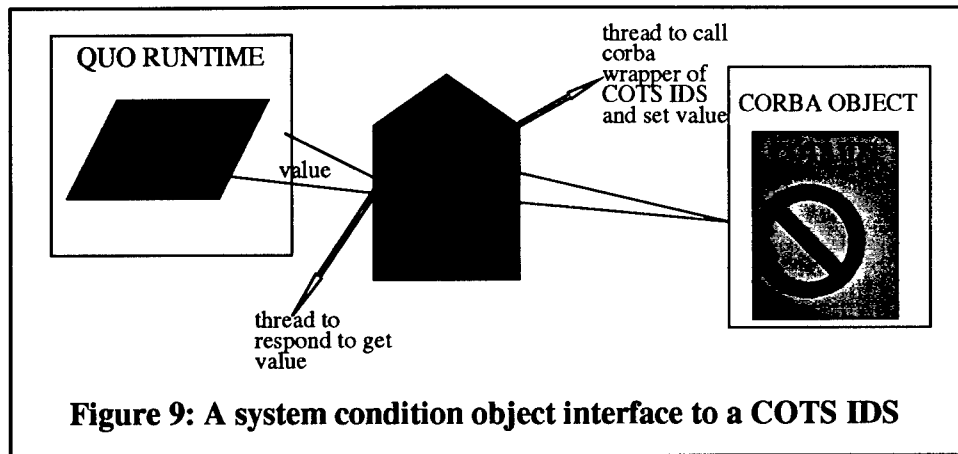 QUO RUNTIME
value
thread to
respond to get
value
thread to call
corba
wrapper of
COTS IDS
and set value
CORBA OBJECT
Figure 9: A system condition object interface to a COTS IDS